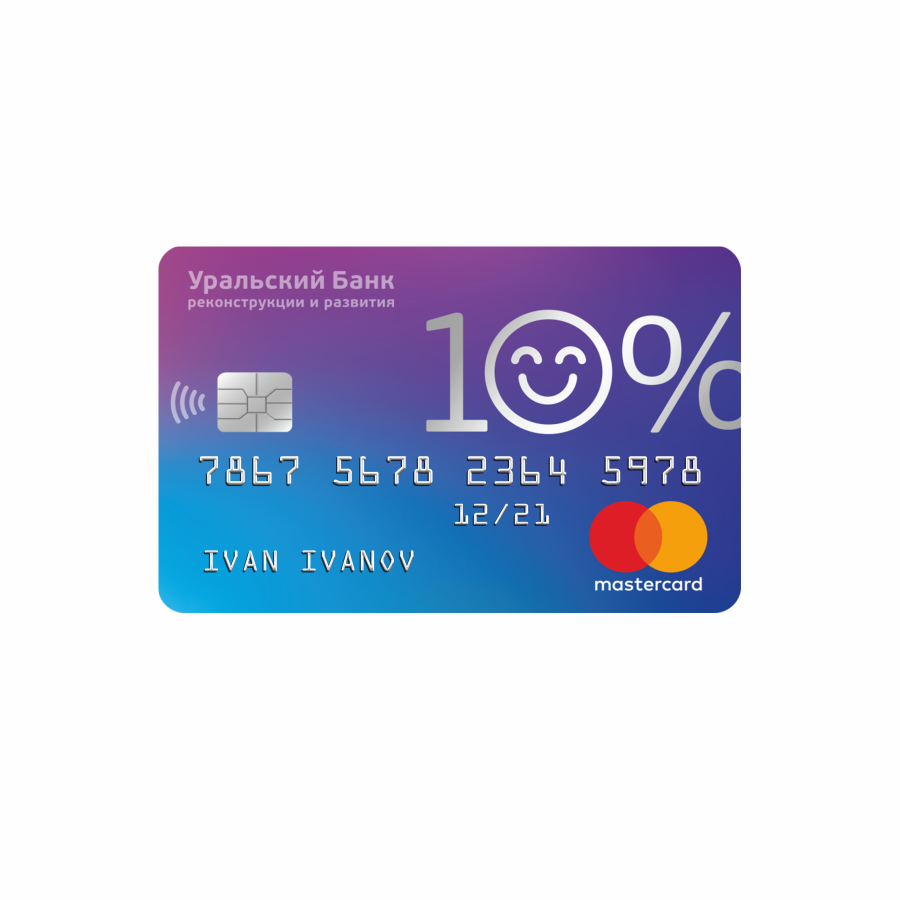 Уральский Банк
реконструкции и развития
10%
7867 5678 2364 5978
12/21
IVAN IVANOV
mastercard